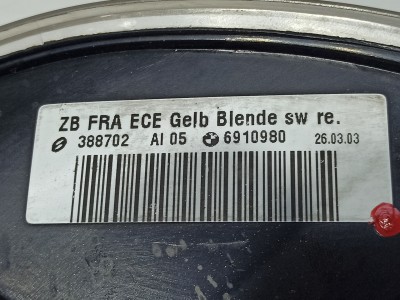 ZB FRA ECE Gelb Blende sw re.
388702 AI 05 6910980 26.03.03